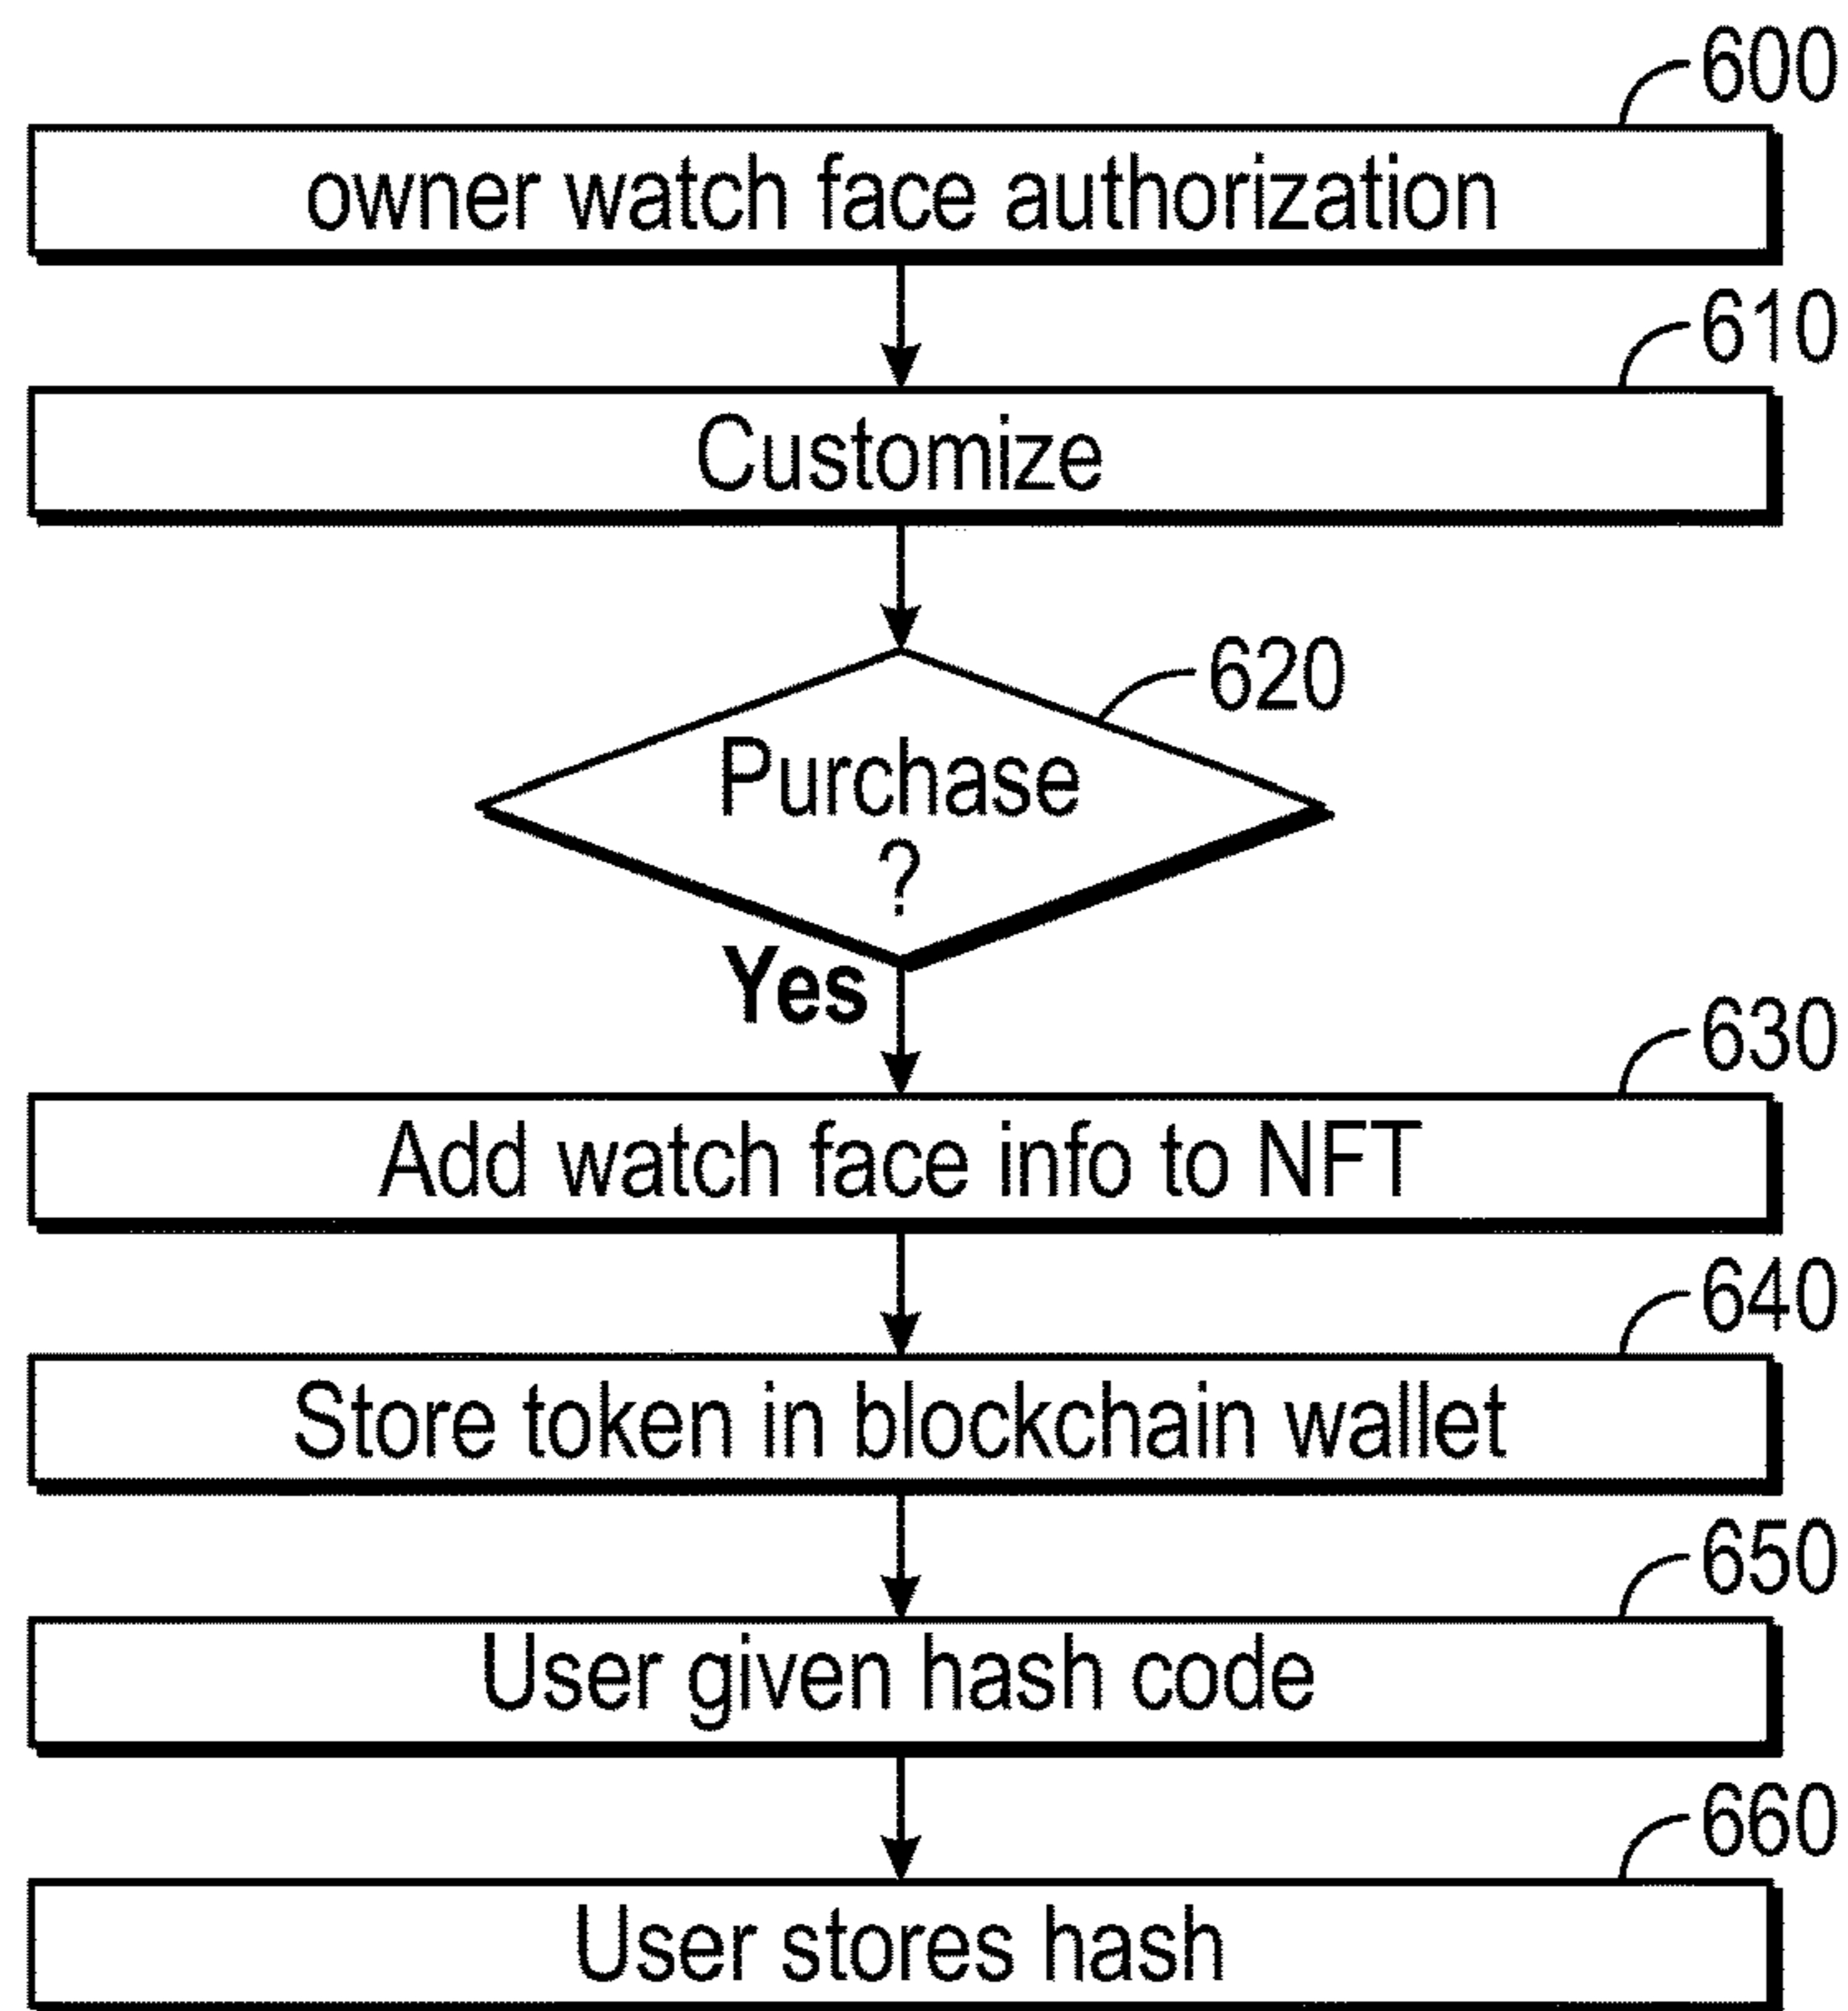 600
owner watch face authorization
610
Customize
620
Purchase
?
Yes
630
Add watch face info to NFT
640
Store token in blockchain wallet
650
User given hash code
660
User stores hash